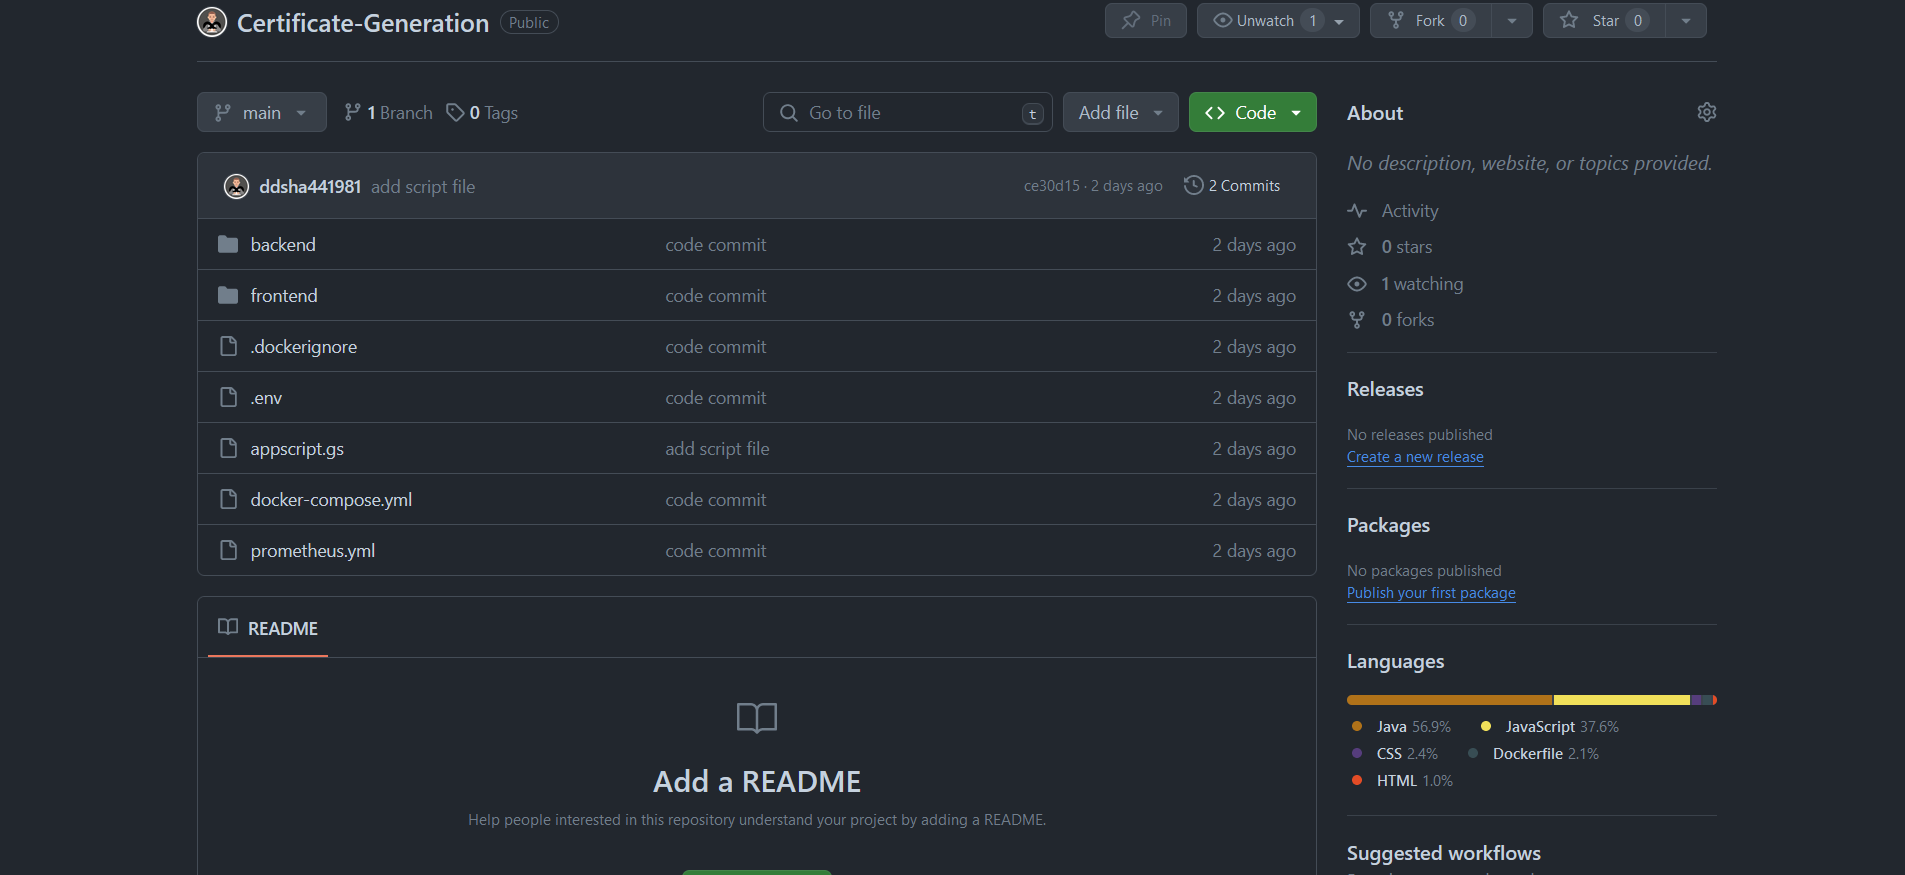 Certificate-Generation Public Pin Unwatch 1 Fork 0 Star 0
main 1 Branch 0 Tags Go to file t Add file Code
ddsha441981 add script file ce30d15 · 2 days ago 2 Commits
backend code commit 2 days ago
frontend code commit 2 days ago
.dockerignore code commit 2 days ago
.env code commit 2 days ago
appscript.gs add script file 2 days ago
docker-compose.yml code commit 2 days ago
prometheus.yml code commit 2 days ago
README
Add a README
Help people interested in this repository understand your project by adding a README.
About
No description, website, or topics provided.
Activity
0 stars
1 watching
0 forks
Releases
No releases published
Create a new release
Packages
No packages published
Publish your first package
Languages
Java 56.9% JavaScript 37.6%
CSS 2.4% Dockerfile 2.1%
HTML 1.0%
Suggested workflows